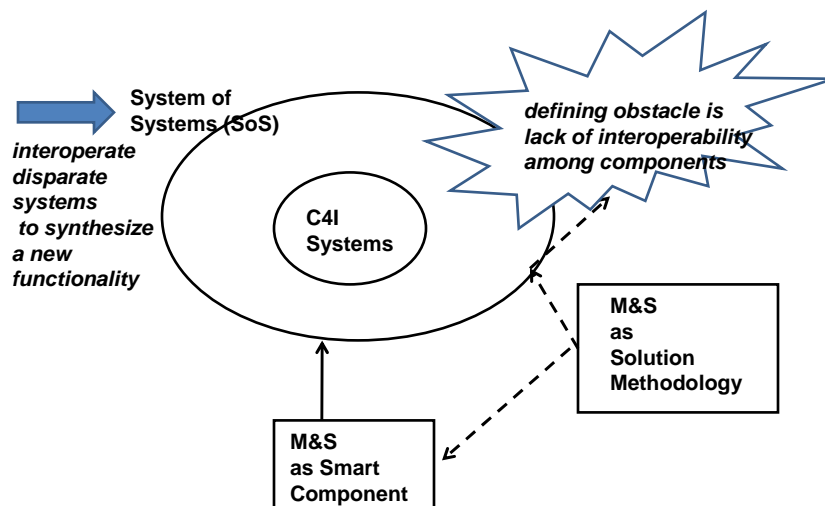 System of
Systems (SoS)
interoperate
disparate
systems
to synthesize
a new
functionality
defining obstacle is
lack of interoperability
among components
C4I
Systems
M&S
as
Solution
Methodology
M&S
as Smart
Component